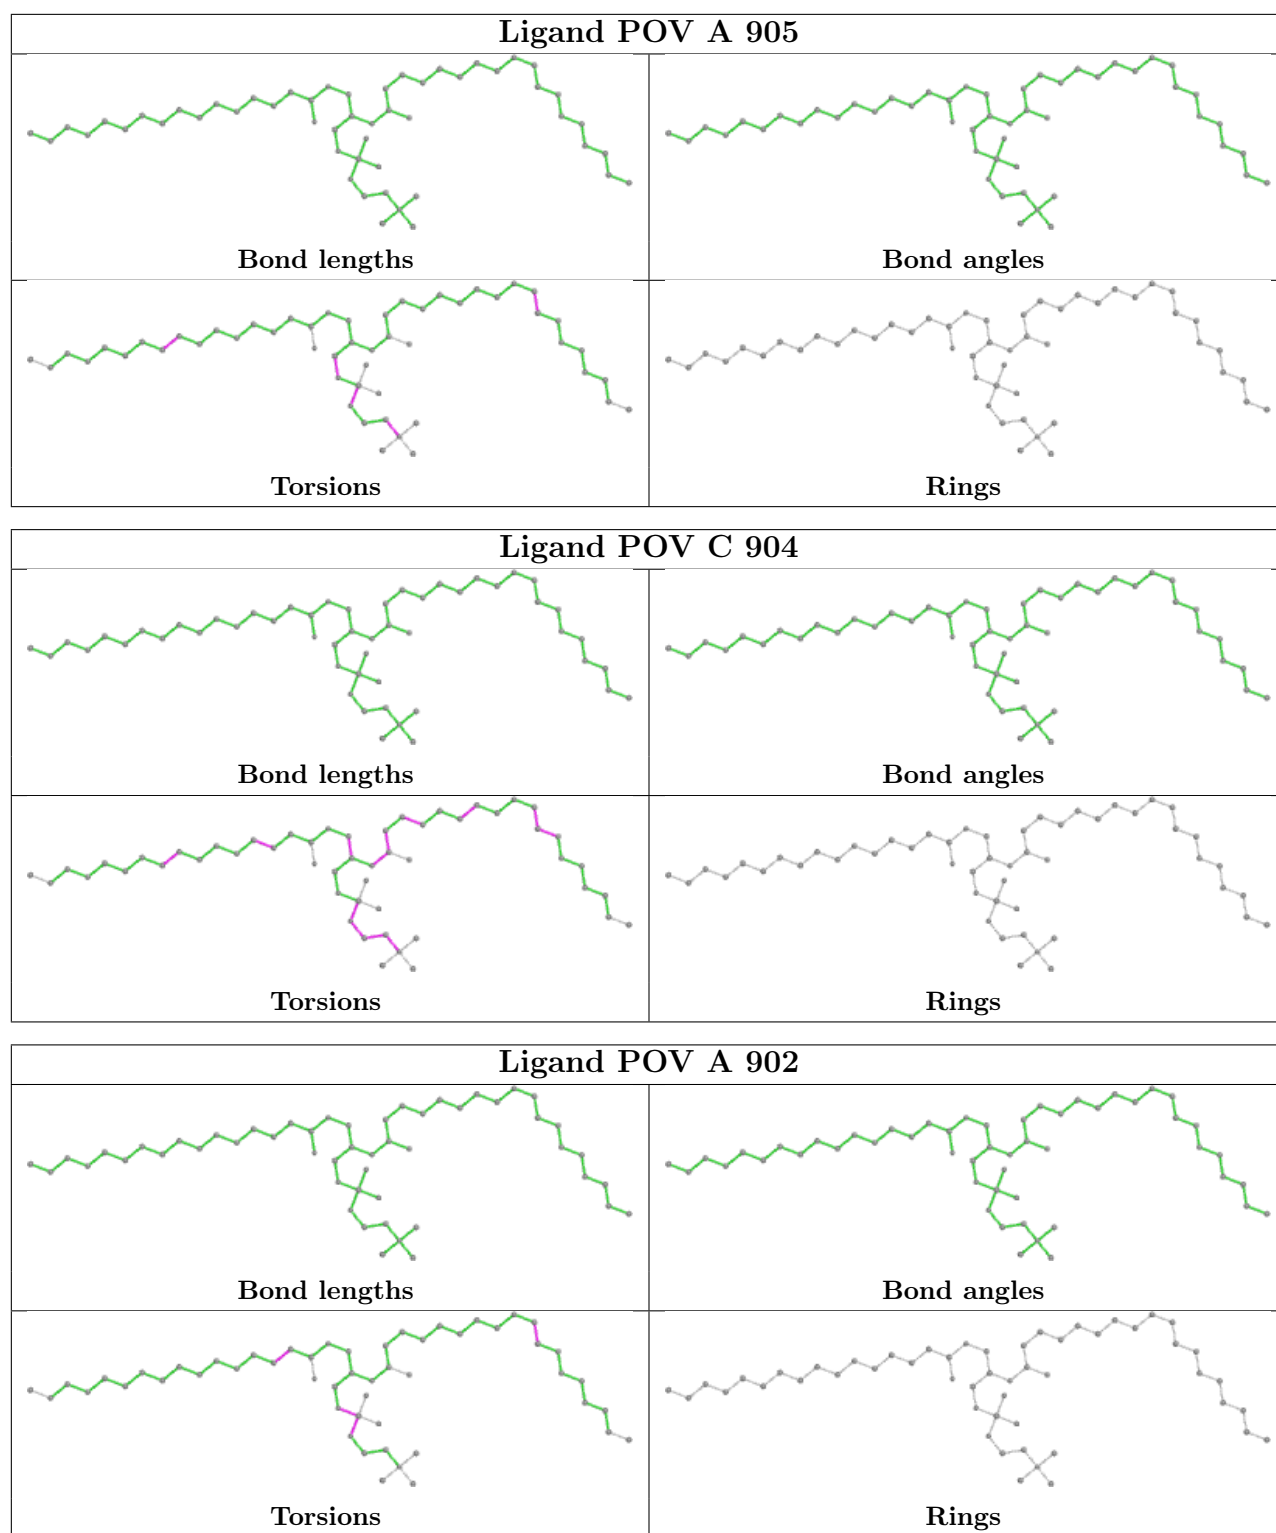 Ligand POV A 905
Bond lengths
Bond angles
Torsions
Rings
Ligand POV C 904
Bond lengths
Bond angles
Torsions
Rings
Ligand POV A 902
Bond lengths
Bond angles
Torsions
Rings